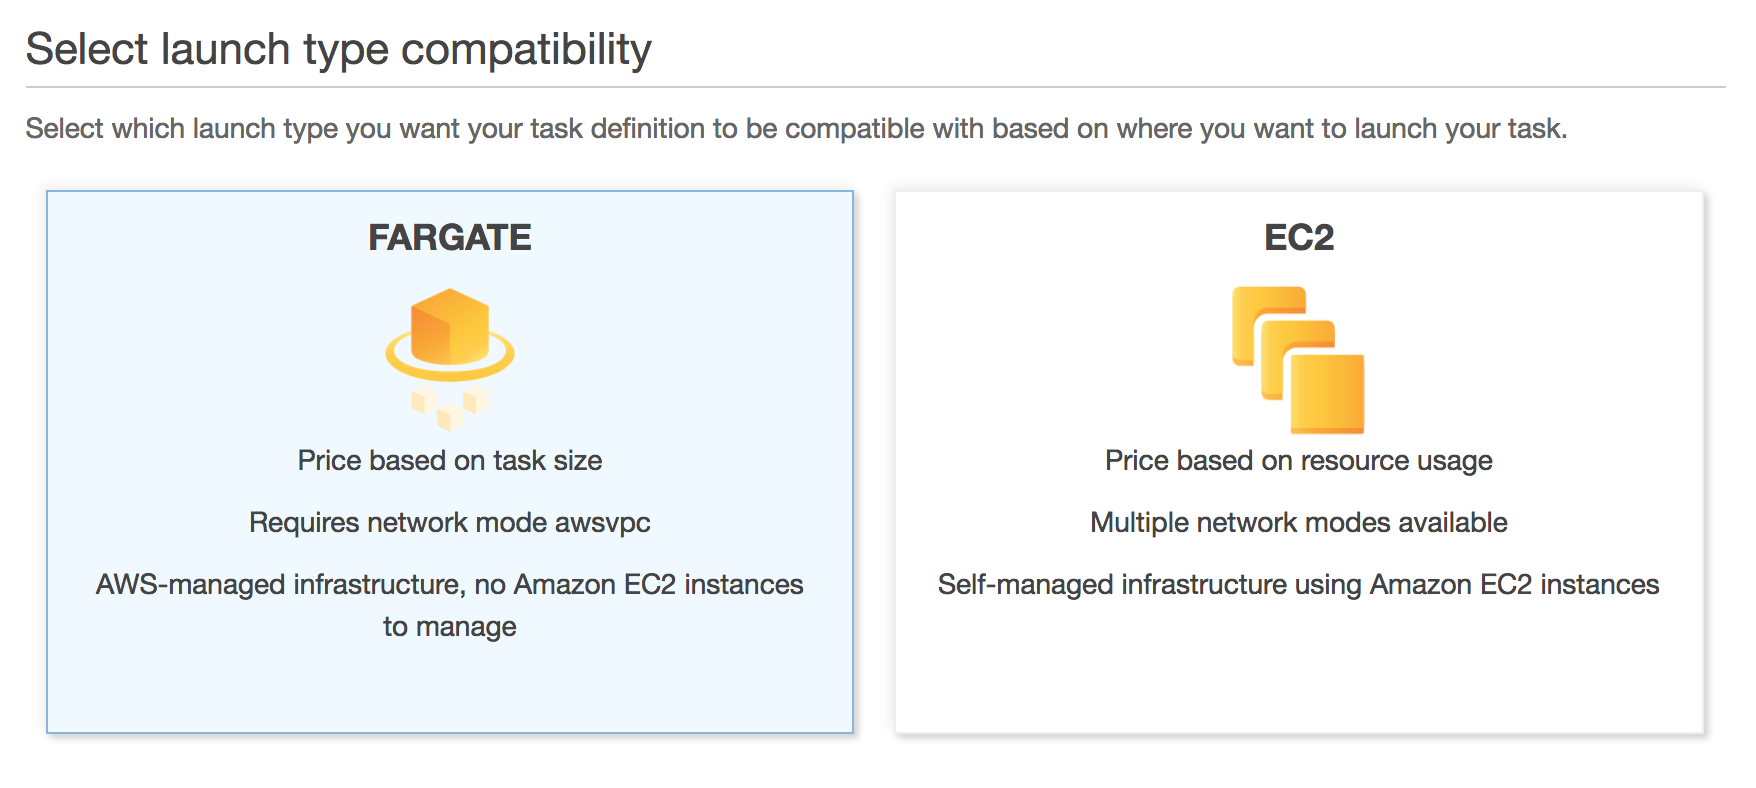 Select launch type compatibility
Select which launch type you want your task definition to be compatible with based on where you want to launch your task.
FARGATE
Price based on task size
Requires network mode awsvpc
AWS-managed infrastructure, no Amazon EC2 instances
to manage
EC2
Price based on resource usage
Multiple network modes available
Self-managed infrastructure using Amazon EC2 instances